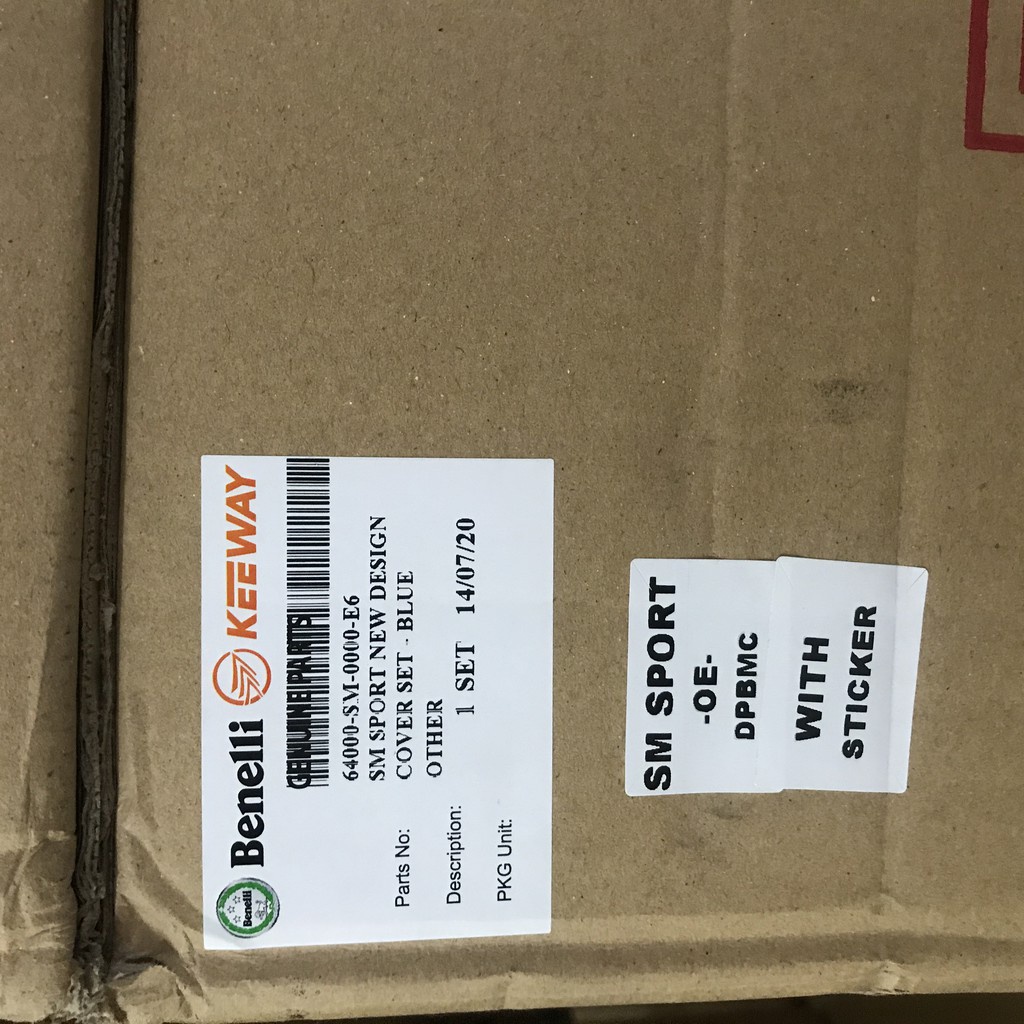 Benelli
Benelli KEEWAY
GENUINE PARTS
64000-SM-0000-E6
Parts No: SM SPORT NEW DESIGN
COVER SET - BLUE
Description: OTHER
PKG Unit: 1 SET 14/07/20
SM SPORT
-OE-
DPBMC
WITH
STICKER